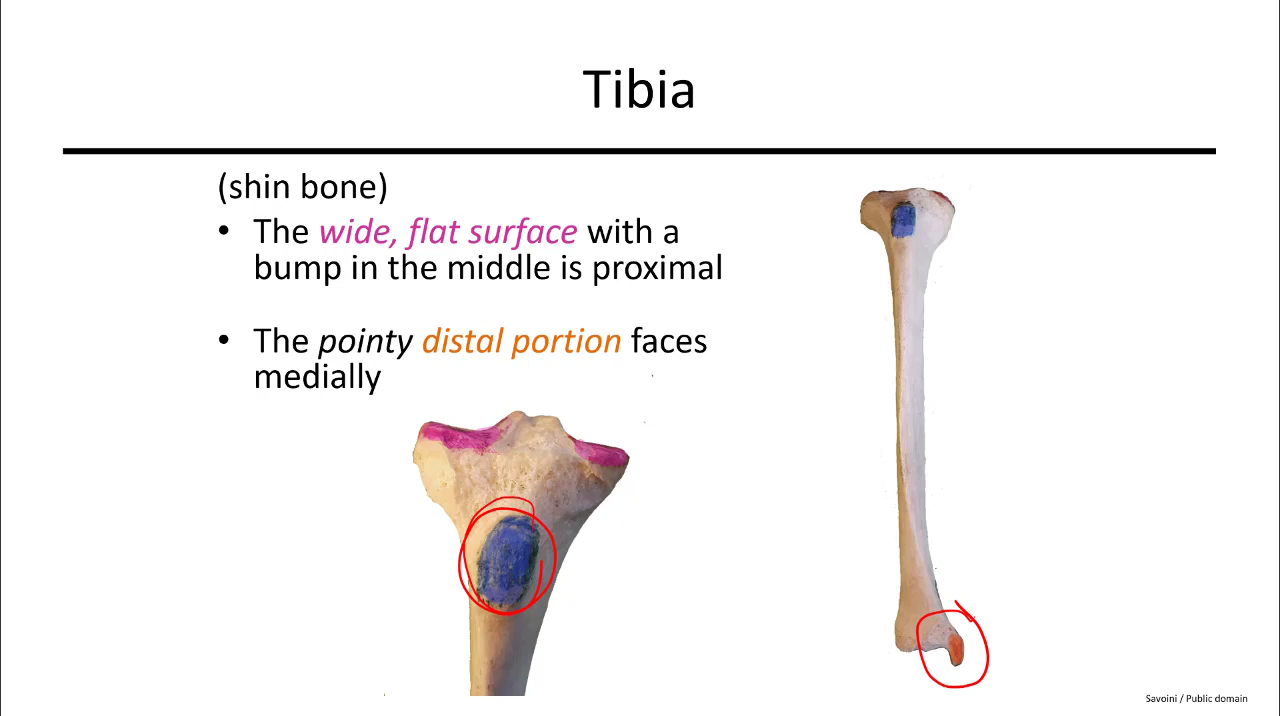 Tibia
(shin bone)
• The wide, flat surface with a
bump in the middle is proximal
• The pointy distal portion faces
medially
Savoini / Public domain